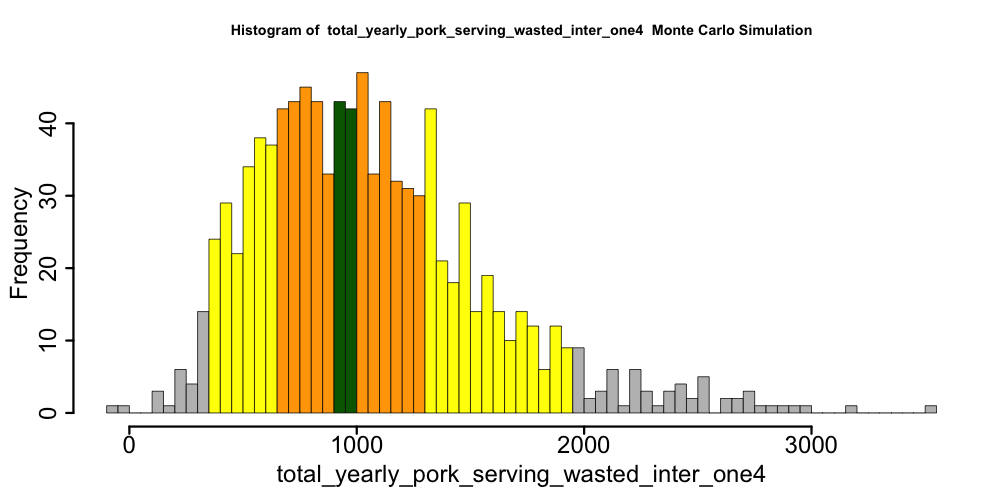 Histogram of total_yearly_pork_serving_wasted_inter_one4 Monte Carlo Simulation
Frequency
40
30
20
10
0
0 1000 2000 3000
total_yearly_pork_serving_wasted_inter_one4